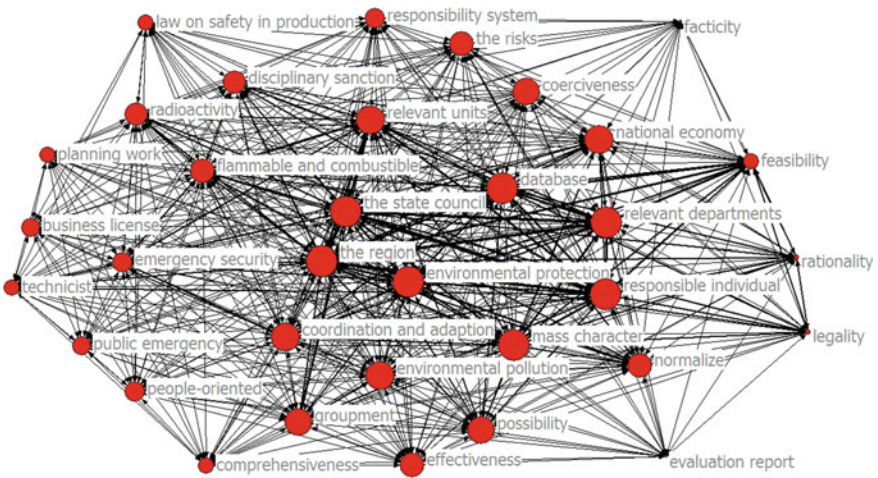 law on safety in production
responsibility system
facticity
the risks
disciplinary sanction
coerciveness
radioactivity
relevant units
national economy
planning work
flammable and combustible
feasibility
database
the state council
relevant departments
business license
emergency security
the region
rationality
environmental protection
technicist
responsible individual
coordination and adaption
mass character
legality
public emergency
environmental pollution
normalize
people-oriented
groupment
possibility
comprehensiveness
effectiveness
evaluation report